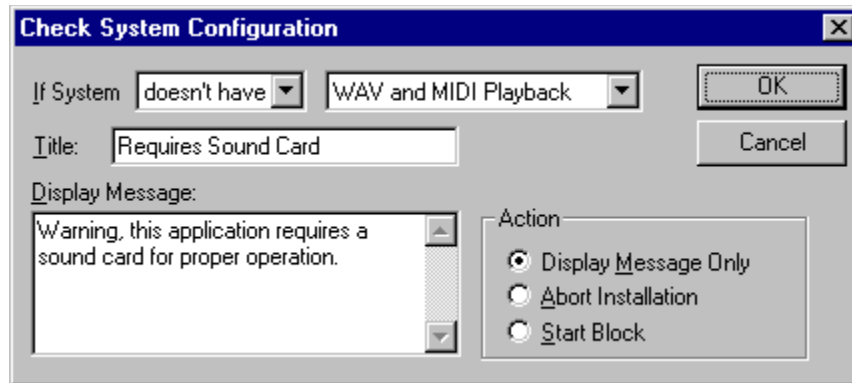 Check System Configuration
If System doesn't have WAV and MIDI Playback OK
Title: Requires Sound Card Cancel
Display Message:
Warning, this application requires a
sound card for proper operation.
Action
Display Message Only
Abort Installation
Start Block